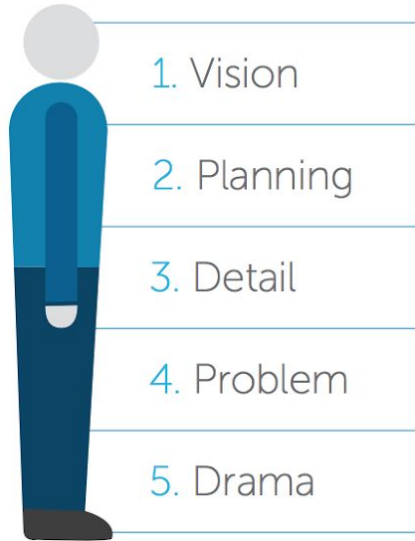 1. Vision
2. Planning
3. Detail
4. Problem
5. Drama